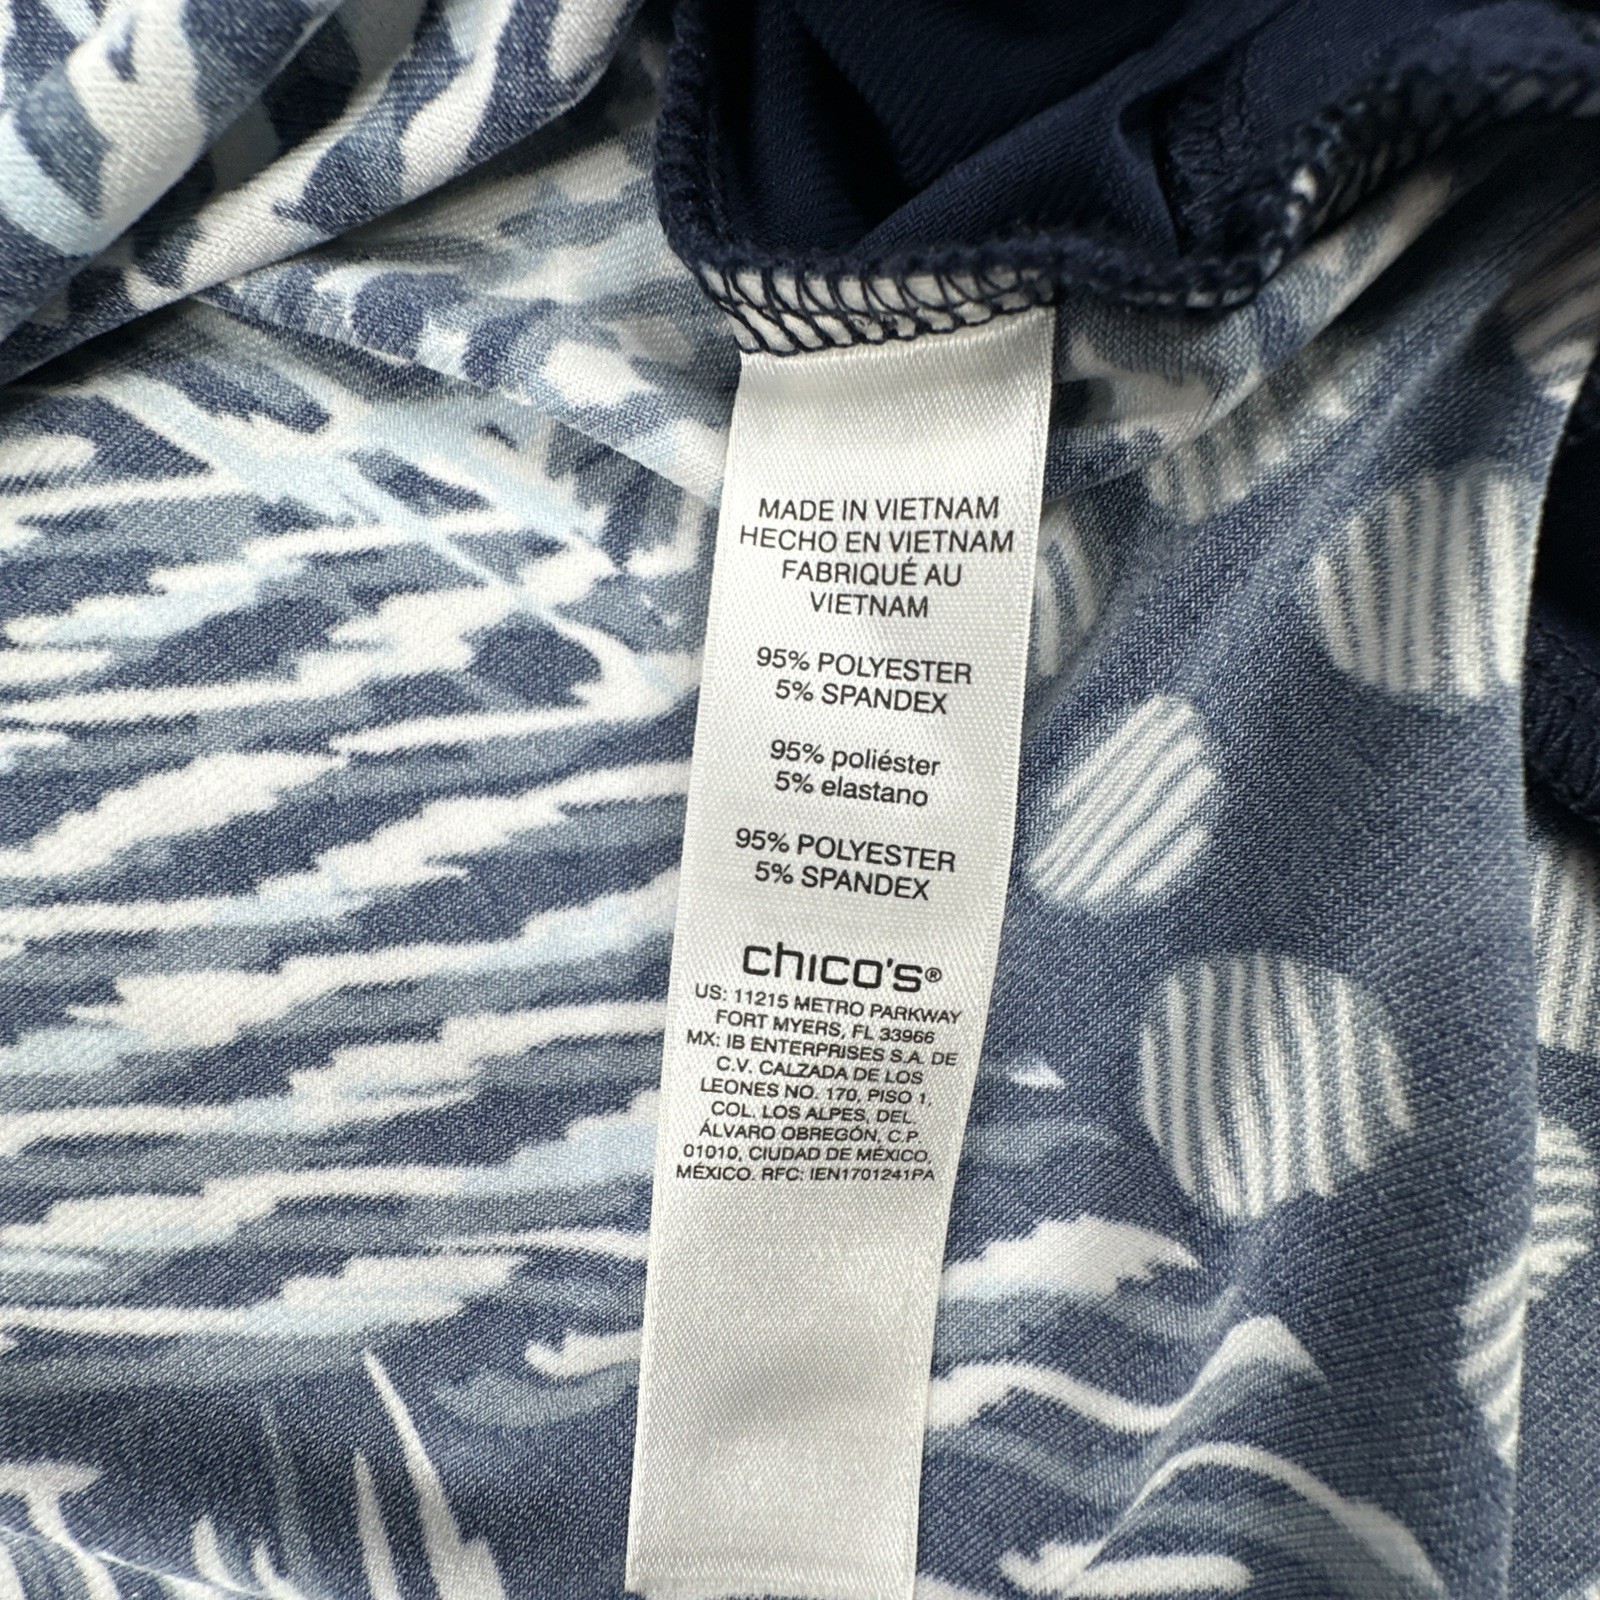 MADE IN VIETNAM
HECHO EN VIETNAM
FABRIQUÉ AU
VIETNAM
95% POLYESTER
5% SPANDEX
95% poliéster
5% elastano
95% POLYESTER
5% SPANDEX
chico's®
US: 11215 METRO PARKWAY
FORT MYERS, FL 33966
MX: IB ENTERPRISES S.A. DE
C.V. CALZADA DE LOS
LEONES NO. 170, PISO 1,
COL. LOS ALPES, DEL.
ÁLVARO OBREGÓN, C.P.
01010, CIUDAD DE MÉXICO,
MÉXICO. RFC: IEN1701241PA